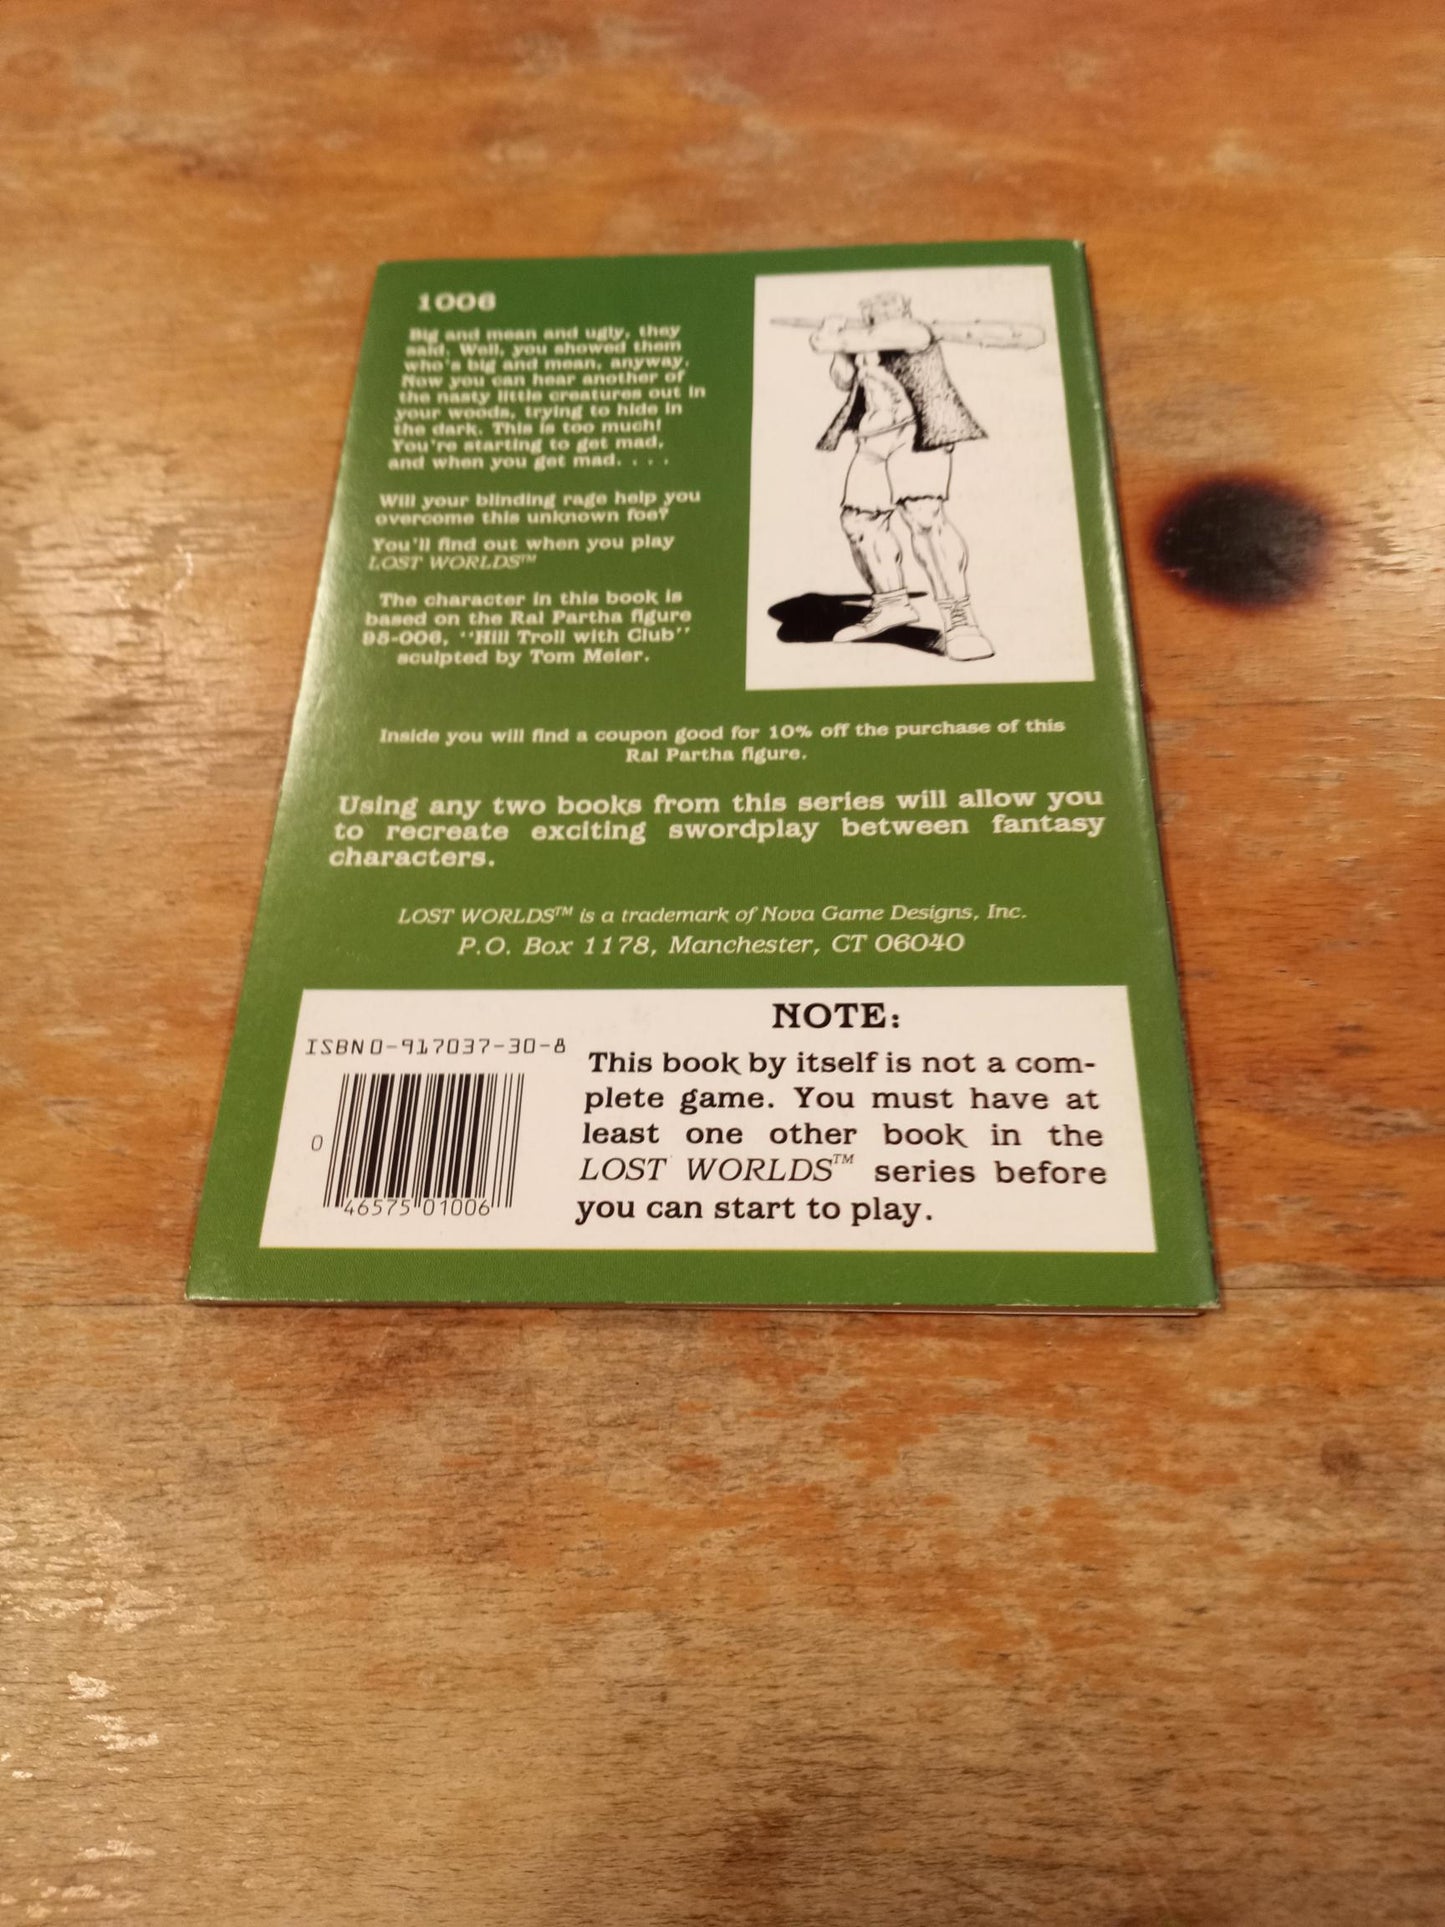 1006
Big and mean and ugly, they
said. Well, you showed them
who's big and mean, anyway.
Now you can hear another of
the nasty little creatures out in
your woods, trying to hide in
the dark. This is too much!
You're starting to get mad,
and when you get mad. . . .
Will your blinding rage help you
overcome this unknown foe?
You'll find out when you play
LOST WORLDS™
The character in this book is
based on the Ral Partha figure
98-006, "Hill Troll with Club"
sculpted by Tom Meier.
Inside you will find a coupon good for 10% off the purchase of this
Ral Partha figure.
Using any two books from this series will allow you
to recreate exciting swordplay between fantasy
characters.
LOST WORLDS™ is a trademark of Nova Game Designs, Inc.
P.O. Box 1178, Manchester, CT 06040
NOTE:
This book by itself is not a com-
plete game. You must have at
least one other book in the
LOST WORLDS™ series before
you can start to play.
ISBN 0-917037-30-8
0
46575 01006